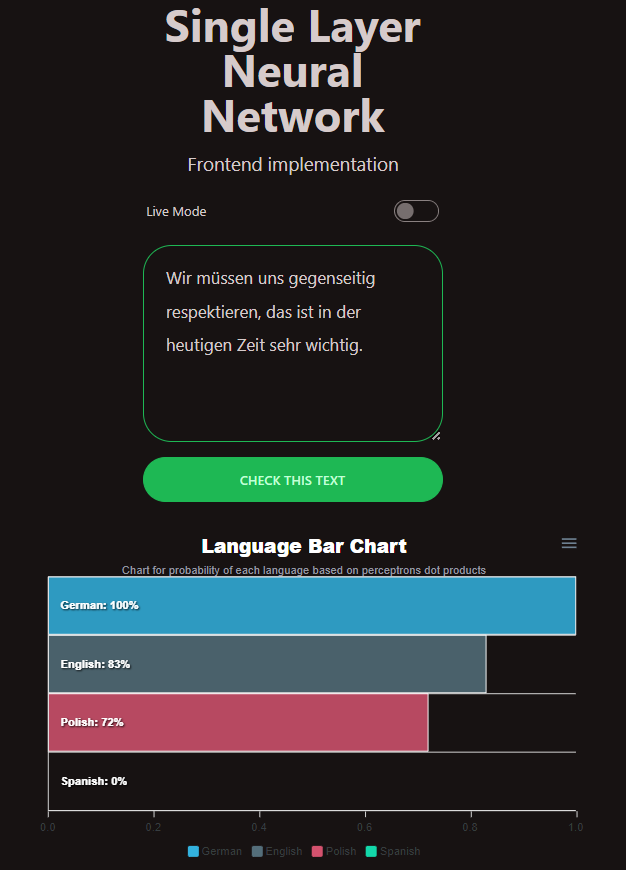 Single Layer
Neural
Network
Frontend implementation
Live Mode
Wir müssen uns gegenseitig
respektieren, das ist in der
heutigen Zeit sehr wichtig.
CHECK THIS TEXT
Language Bar Chart
Chart for probability of each language based on perceptrons dot products
German: 100%
English: 83%
Polish: 72%
Spanish: 0%
0.0 0.2 0.4 0.6 0.8 1.0
German English Polish Spanish